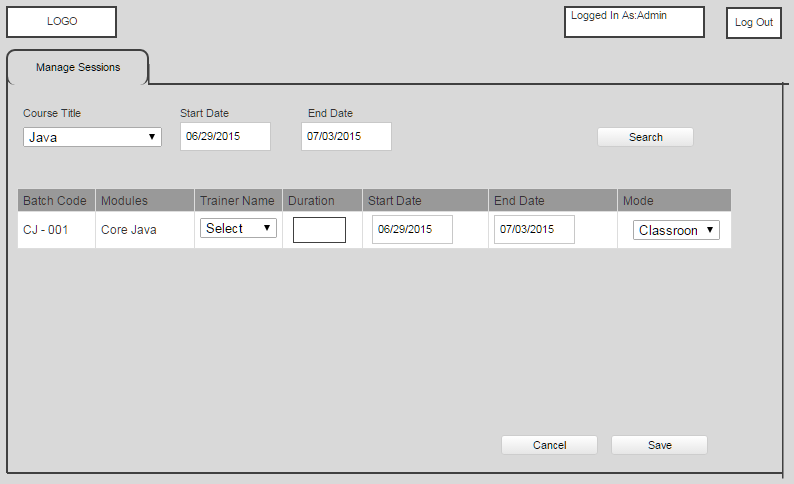 LOGO
Logged In As:Admin
Log Out
Manage Sessions
Course Title Start Date End Date
Java 06/29/2015 07/03/2015 Search
Batch Code Modules Trainer Name Duration Start Date End Date Mode
CJ - 001 Core Java Select 06/29/2015 07/03/2015 Classroon
Cancel Save